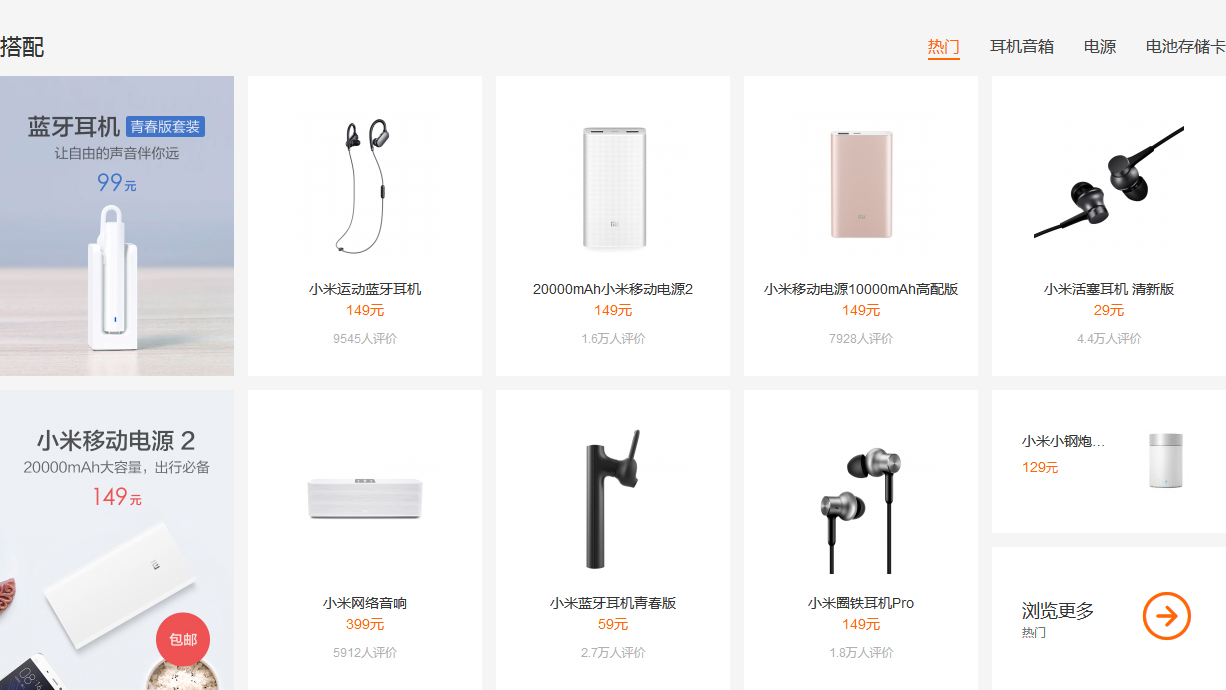 搭配
热门 耳机音箱 电源 电池存储卡
蓝牙耳机 青春版套装
让自由的声音伴你远
99元
小米运动蓝牙耳机
149元
9545人评价
20000mAh小米移动电源2
149元
1.6万人评价
小米移动电源10000mAh高配版
149元
7928人评价
小米活塞耳机 清新版
29元
4.4万人评价
小米移动电源 2
20000mAh大容量，出行必备
149元
包邮
08:
小米网络音响
399元
5912人评价
小米蓝牙耳机青春版
59元
2.7万人评价
小米圈铁耳机Pro
149元
1.8万人评价
小米小钢炮...
129元
浏览更多
热门